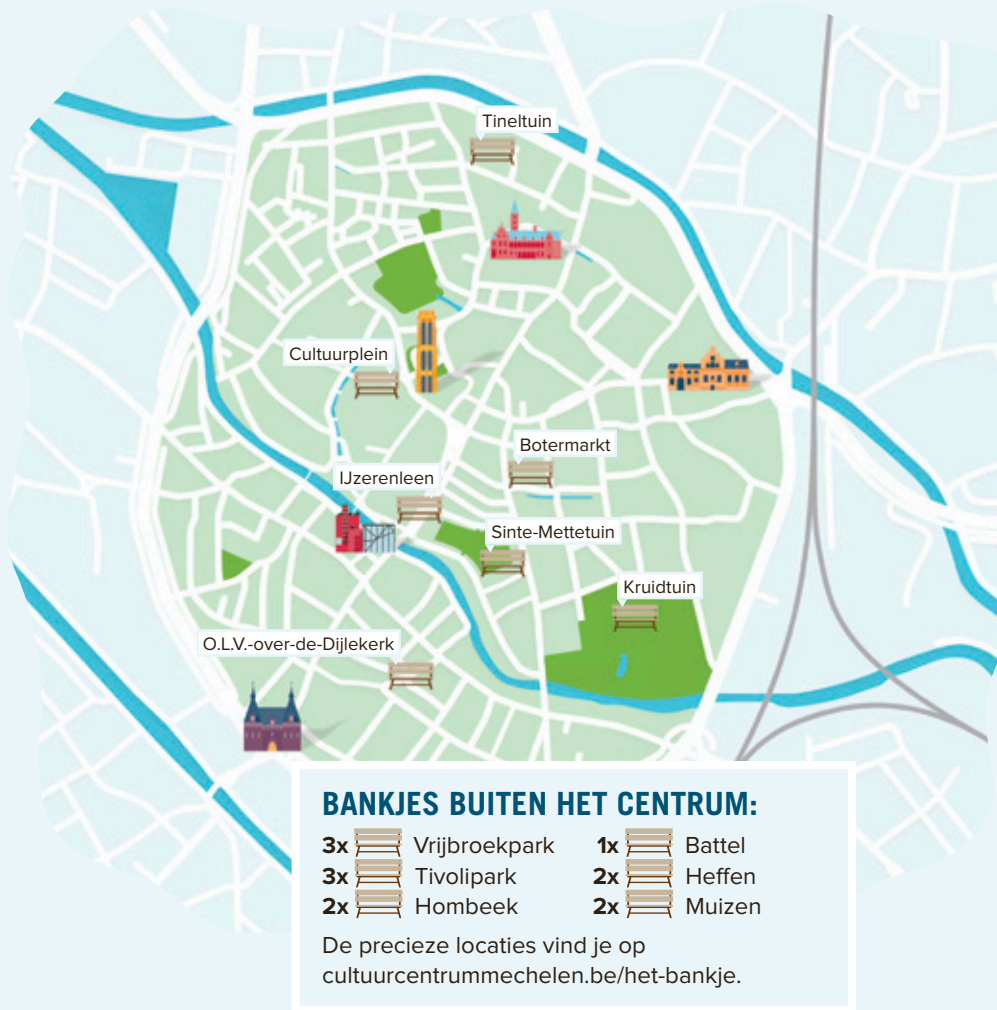 Tineltuin
Cultuurplein
Botermarkt
IJzerenleen
Sinte-Mettetuin
Kruidtuin
O.L.V.-over-de-Dijlekerk
BANKJES BUITEN HET CENTRUM:
3x Vrijbroekpark
3x Tivolipark
2x Hombeek
1x Battel
2x Heffen
2x Muizen
De precieze locaties vind je op
cultuurcentrummechelen.be/het-bankje.